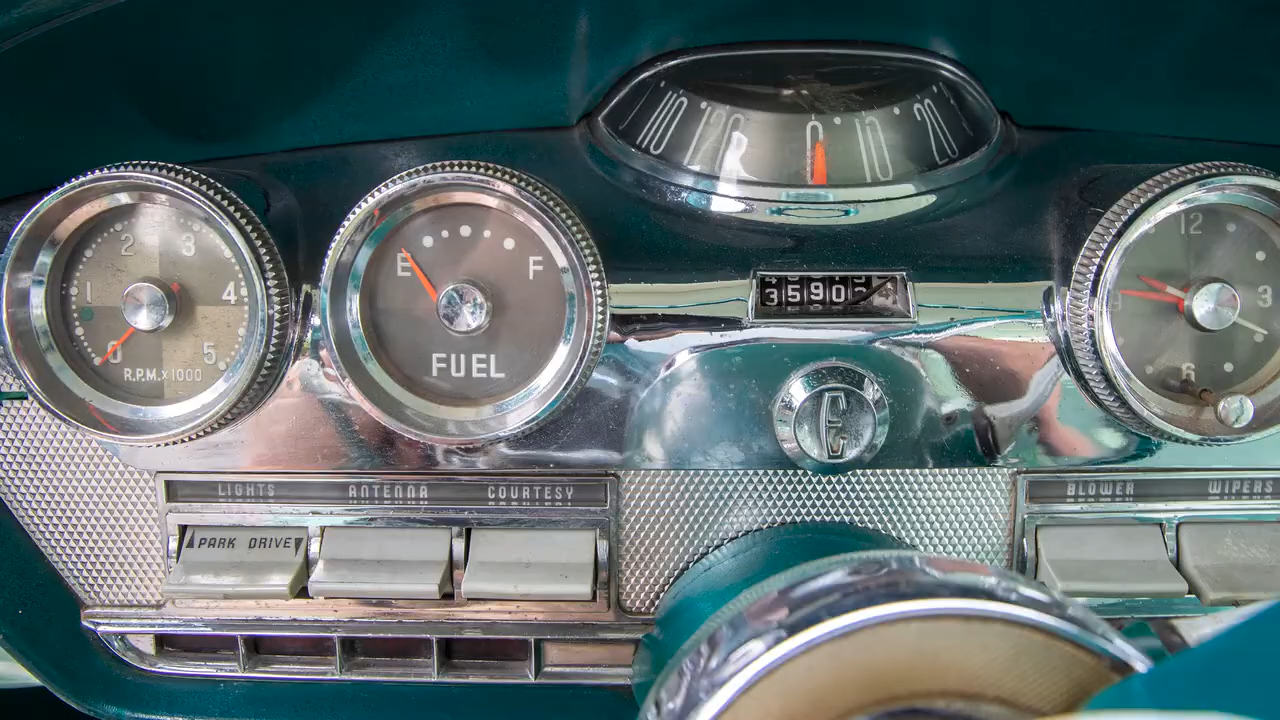 110 120 0 10 20
2 3
1 4
0 5
R.P.M. x 1000
E F
FUEL
3590
12
3
6
E
LIGHTS ANTENNA COURTESY
BLOWER WIPERS
PARK DRIVE